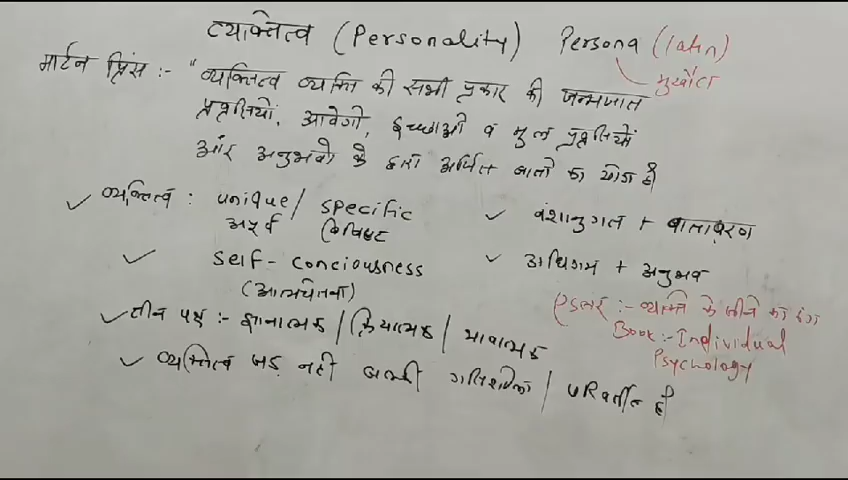 व्यक्तित्व (Personality) Persona (latin)
मुखौटा
मार्टन प्रिंस :- "व्यक्तित्व व्यक्ति की सभी प्रकार की जन्मजात
प्रवृत्तियों, आवेगों, इच्छाओं व मूल प्रवृत्तियों
और अनुभवों के द्वारा अर्जित बातों का योग है।
✓ व्यक्तित्व : unique/ specific
अपूर्व विशिष्ट
✓ वंशानुगत + वातावरण
✓ self-conciousness
(आत्मचेतना)
✓ अधिगम + अनुभव
✓ तीन पक्ष :- ज्ञानात्मक / क्रियात्मक / भावात्मक
एडलर :- व्यक्ति के जीने का ढंग
Book :- Individual
Psychology
✓ व्यक्तित्व जड़ नहीं बल्की गतिशील / परिवर्तित है।